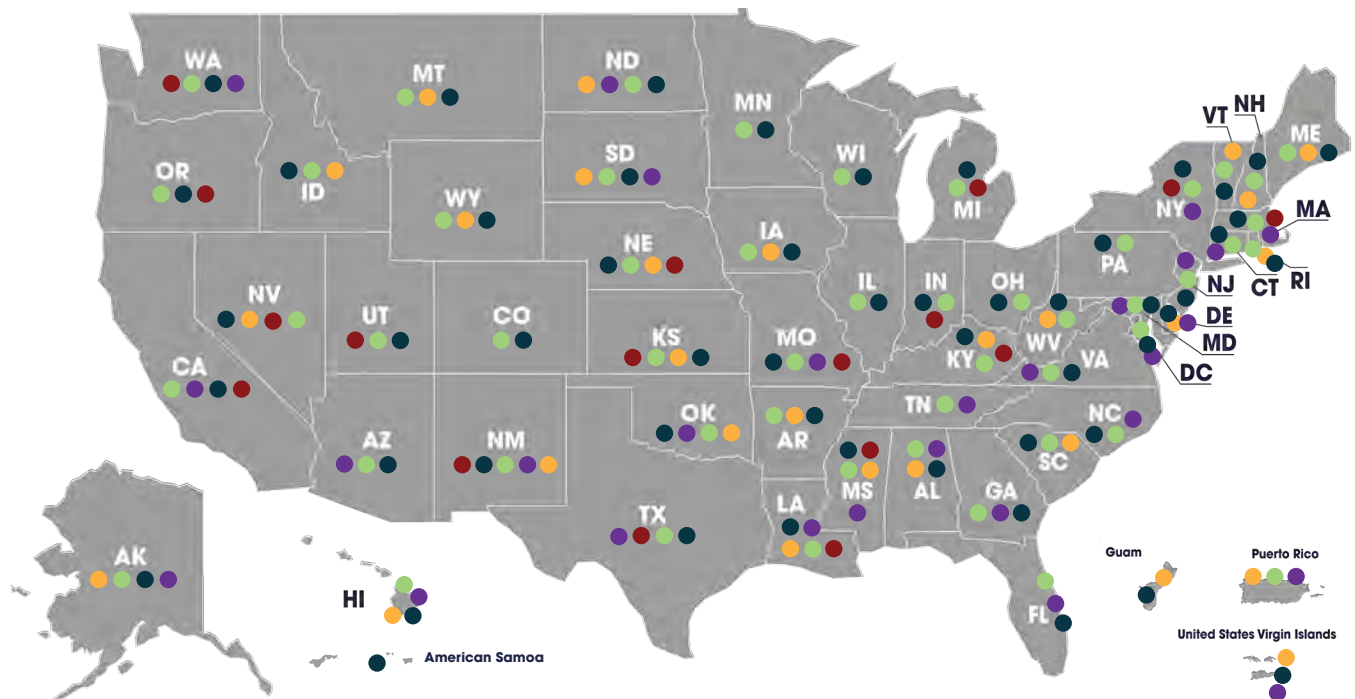 WA
MT
ND
MN
VT
NH
ME
OR
ID
SD
WI
MI
NY
MA
WY
IA
NE
PA
RI
CT
NJ
NV
UT
CO
IL
IN
OH
DE
MD
DC
CA
KS
MO
KY
WV
VA
AZ
NM
OK
AR
TN
NC
SC
MS
AL
GA
LA
TX
FL
AK
HI
American Samoa
Guam
Puerto Rico
United States Virgin Islands